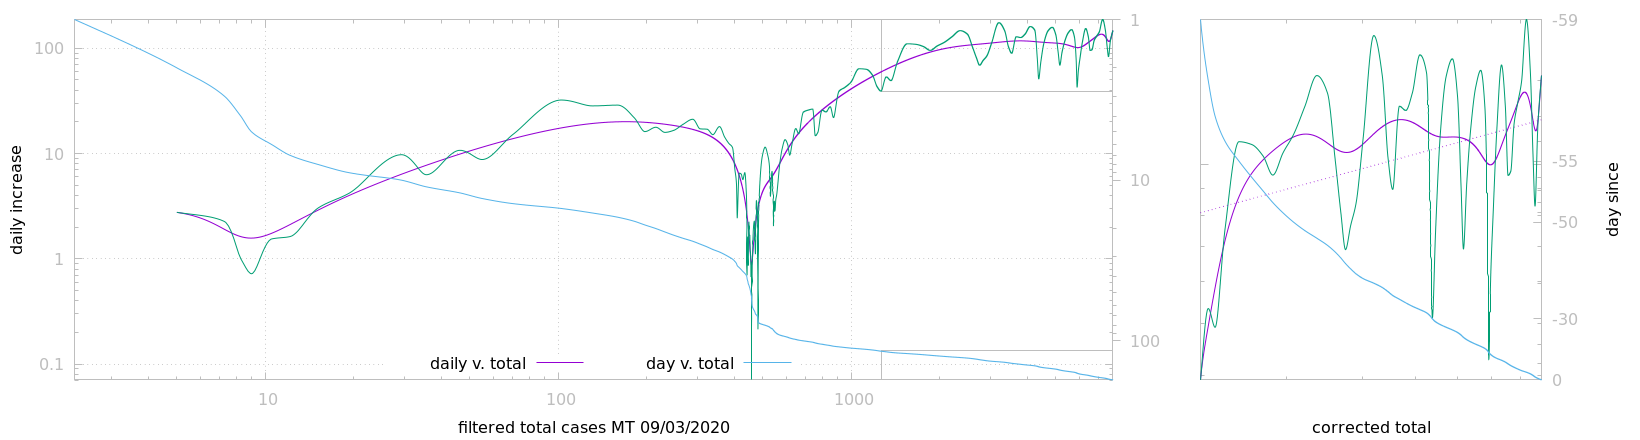 100
10
1
0.1
daily increase
10
100
1000
1
10
100
daily v. total
day v. total
filtered total cases MT 09/03/2020
-59
-55
-50
-30
0
day since
corrected total